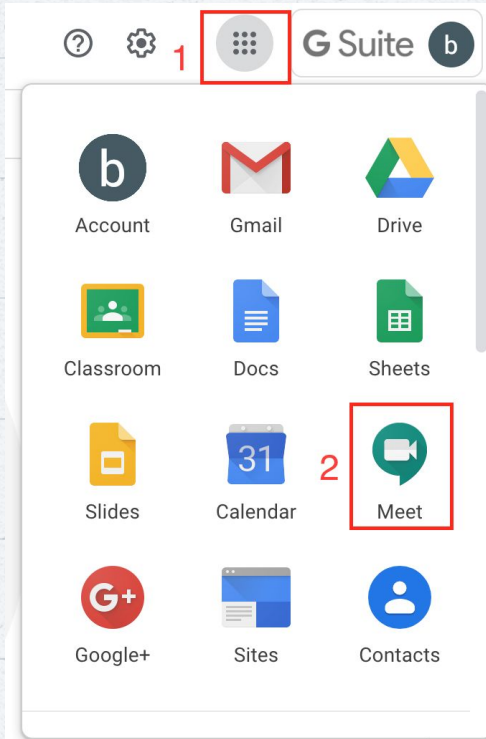 1 G Suite b
b
Account Gmail Drive
Classroom Docs Sheets
31 2
Slides Calendar Meet
G+
Google+ Sites Contacts